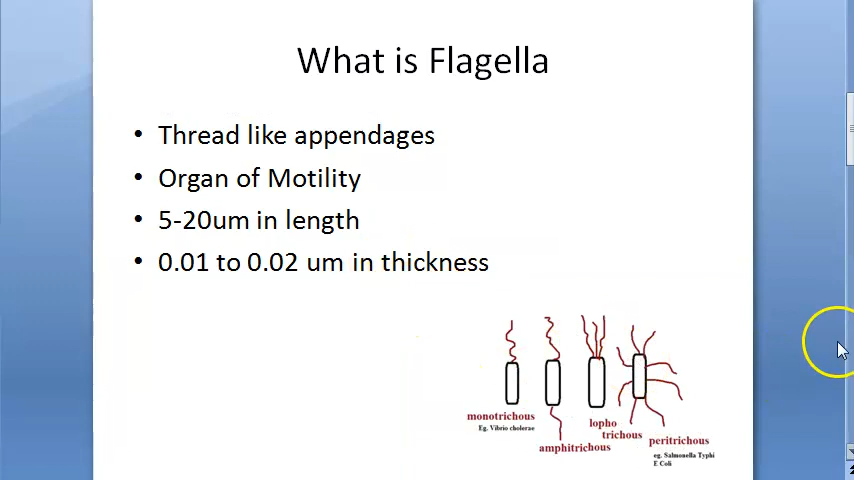 What is Flagella
• Thread like appendages
• Organ of Motility
• 5-20um in length
• 0.01 to 0.02 um in thickness
monotrichous
Eg. Vibrio cholerae
amphitrichous
lopho
trichous
peritrichous
eg. Salmonella Typhi
E Coli